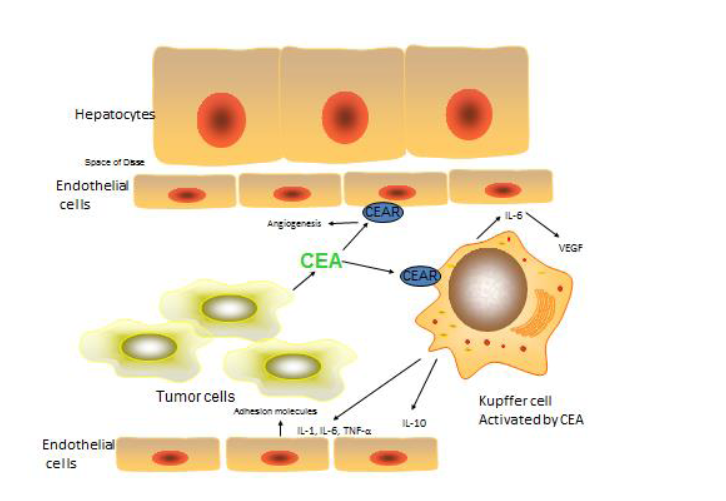 Hepatocytes
Space of Disse
Endothelial
cells
CEAR
Angiogenesis
IL-6
VEGF
CEA
CEAR
Tumor cells
Kupffer cell
Activated by CEA
Adhesion molecules
IL-1, IL-6, TNF-α
IL-10
Endothelial
cells